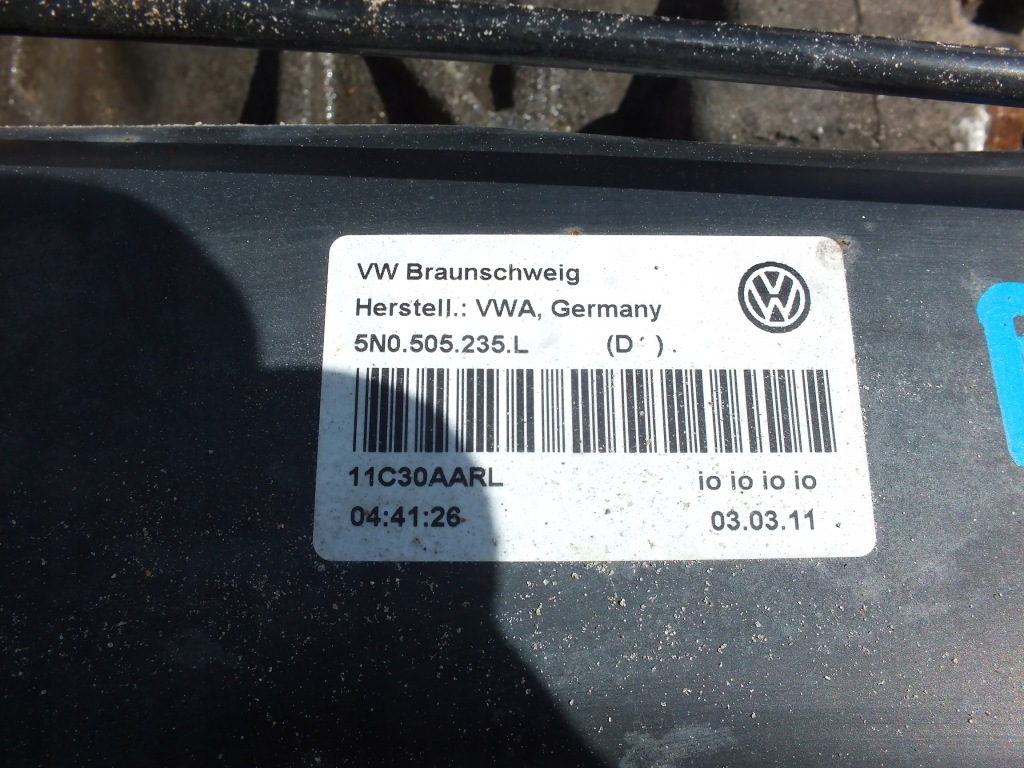 VW Braunschweig
Herstell.: VWA, Germany
5N0.505.235.L (D ) .
11C30AARL io io io io
04:41:26 03.03.11